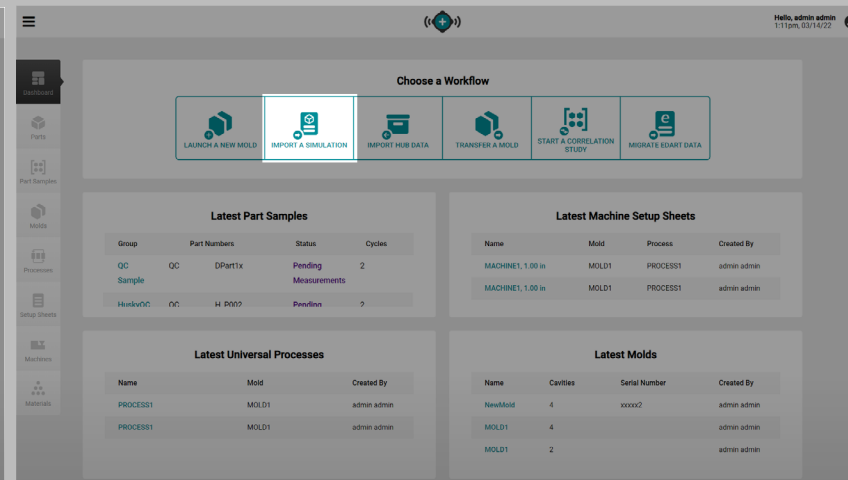 Hello, admin admin
1:11pm, 03/14/22
Dashboard
Parts
Part Samples
Molds
Processes
Setup Sheets
Machines
Materials
Choose a Workflow
LAUNCH A NEW MOLD
IMPORT A SIMULATION
IMPORT HUB DATA
TRANSFER A MOLD
START A CORRELATION
STUDY
MIGRATE EDART DATA
Latest Part Samples
Group Part Numbers Status Cycles
QC QC DPart1x Pending 2
Sample Measurements
HuskyQC QC H_P002 Pending 2
Latest Machine Setup Sheets
Name Mold Process Created By
MACHINE1, 1.00 in MOLD1 PROCESS1 admin admin
MACHINE1, 1.00 in MOLD1 PROCESS1 admin admin
Latest Universal Processes
Name Mold Created By
PROCESS1 MOLD1 admin admin
PROCESS1 MOLD1 admin admin
Latest Molds
Name Cavities Serial Number Created By
NewMold 4 xxxxx2 admin admin
MOLD1 4 admin admin
MOLD1 2 admin admin